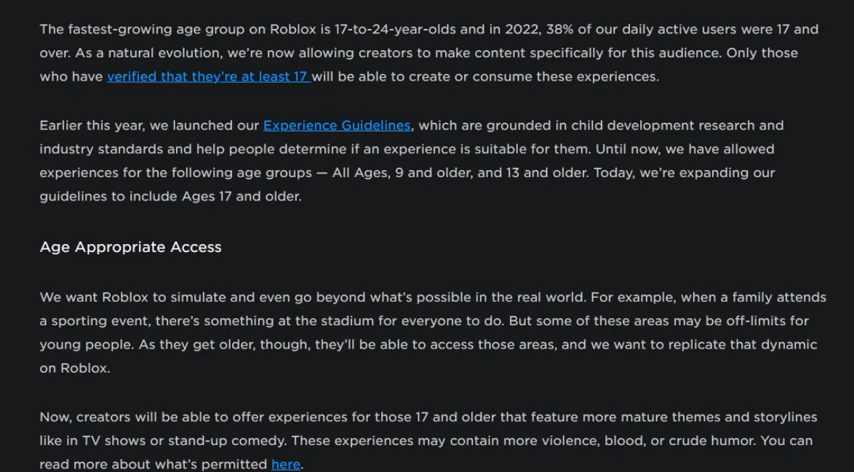 The fastest-growing age group on Roblox is 17-to-24-year-olds and in 2022, 38% of our daily active users were 17 and
over. As a natural evolution, we’re now allowing creators to make content specifically for this audience. Only those
who have verified that they’re at least 17 will be able to create or consume these experiences.
Earlier this year, we launched our Experience Guidelines, which are grounded in child development research and
industry standards and help people determine if an experience is suitable for them. Until now, we have allowed
experiences for the following age groups — All Ages, 9 and older, and 13 and older. Today, we’re expanding our
guidelines to include Ages 17 and older.
Age Appropriate Access
We want Roblox to simulate and even go beyond what’s possible in the real world. For example, when a family attends
a sporting event, there’s something at the stadium for everyone to do. But some of these areas may be off-limits for
young people. As they get older, though, they’ll be able to access those areas, and we want to replicate that dynamic
on Roblox.
Now, creators will be able to offer experiences for those 17 and older that feature more mature themes and storylines
like in TV shows or stand-up comedy. These experiences may contain more violence, blood, or crude humor. You can
read more about what’s permitted here.